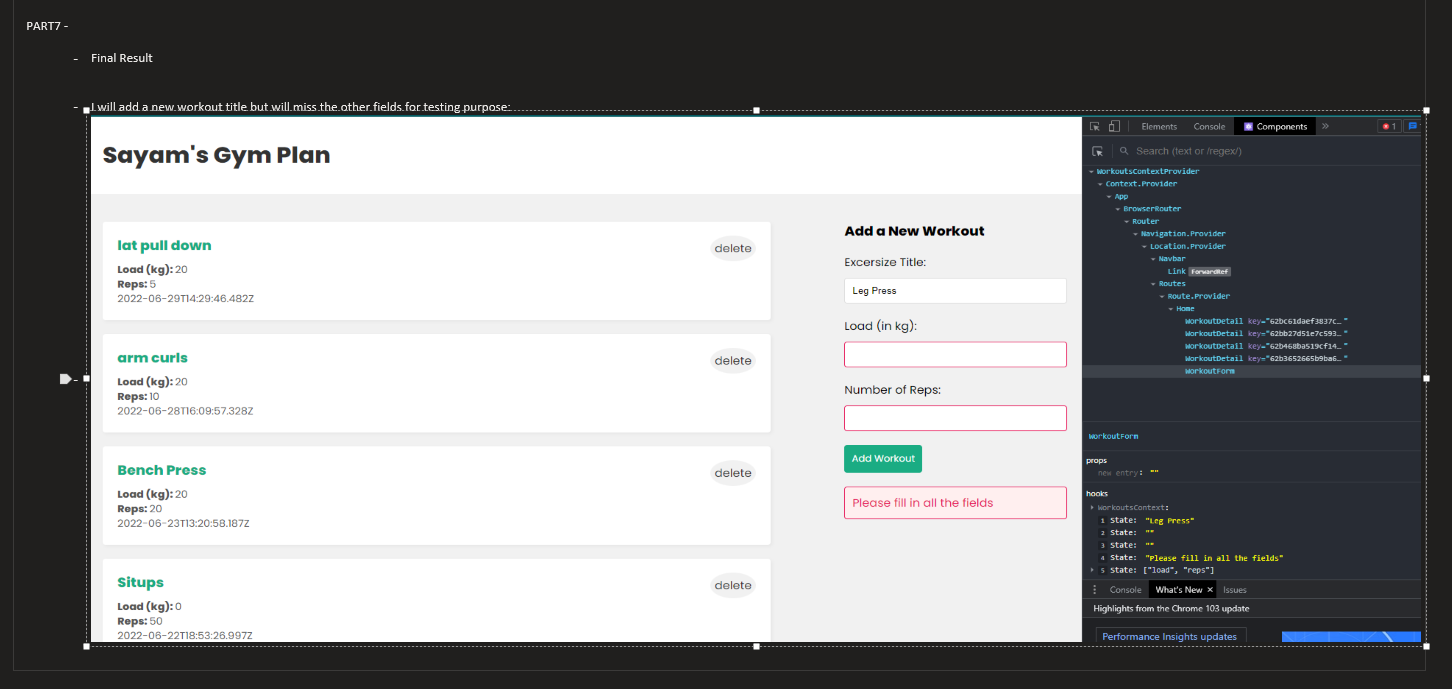 PART7 -
- Final Result
- I will add a new workout title but will miss the other fields for testing purpose:
-
Sayam's Gym Plan
lat pull down
delete
Load (kg): 20
Reps: 5
2022-06-29T14:29:46.482Z
arm curls
delete
Load (kg): 20
Reps: 10
2022-06-28T16:09:57.328Z
Bench Press
delete
Load (kg): 20
Reps: 20
2022-06-23T13:20:58.187Z
Situps
delete
Load (kg): 0
Reps: 50
2022-06-22T18:53:26.997Z
Add a New Workout
Excersize Title:
Leg Press
Load (in kg):
Number of Reps:
Add Workout
Please fill in all the fields
Elements Console Components » 1
Search (text or /regex/)
WorkoutsContextProvider
Context.Provider
App
BrowserRouter
Router
Navigation.Provider
Location.Provider
Navbar
Link ForwardRef
Routes
Route.Provider
Home
WorkoutDetail key="62bc61daef3837c…"
WorkoutDetail key="62bb27d51e7c593…"
WorkoutDetail key="62b468ba519cf14…"
WorkoutDetail key="62b3652665b9ba6…"
WorkoutForm
WorkoutForm
props
new entry: ""
hooks
WorkoutsContext:
1 State: "Leg Press"
2 State: ""
3 State: ""
4 State: "Please fill in all the fields"
5 State: ["load", "reps"]
Console What's New × Issues
Highlights from the Chrome 103 update
Performance Insights updates